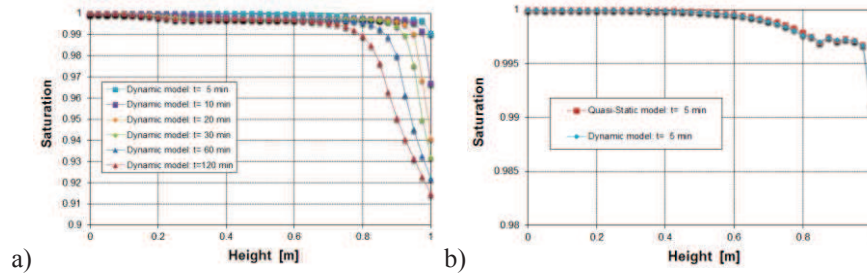 a)
Saturation
1
0.99
0.98
0.97
0.96
0.95
0.94
0.93
0.92
0.91
0.9
Dynamic model: t= 5 min
Dynamic model: t= 10 min
Dynamic model: t= 20 min
Dynamic model: t= 30 min
Dynamic model: t= 60 min
Dynamic model: t=120 min
0 0.2 0.4 0.6 0.8 1
Height [m]
b)
Saturation
1
0.995
0.99
0.985
0.98
Quasi-Static model: t= 5 min
Dynamic model: t= 5 min
0 0.2 0.4 0.6 0.8
Height [m]